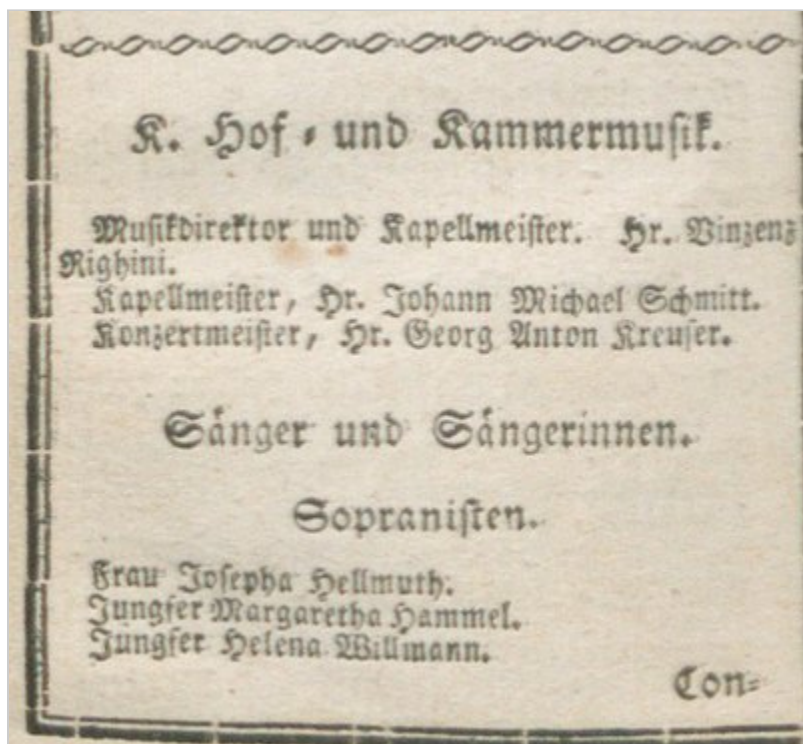 K. Hof- und Kammermusik.
Musikdirektor und Kapellmeister. Hr. Vinzenz
Righini.
Kapellmeister, Hr. Johann Michael Schmitt.
Konzertmeister, Hr. Georg Anton Kreuser.
Sänger und Sängerinnen.
Sopranisten.
Frau Josepha Hellmuth.
Jungfer Margaretha Hammel.
Jungfer Helena Willmann.
Con-